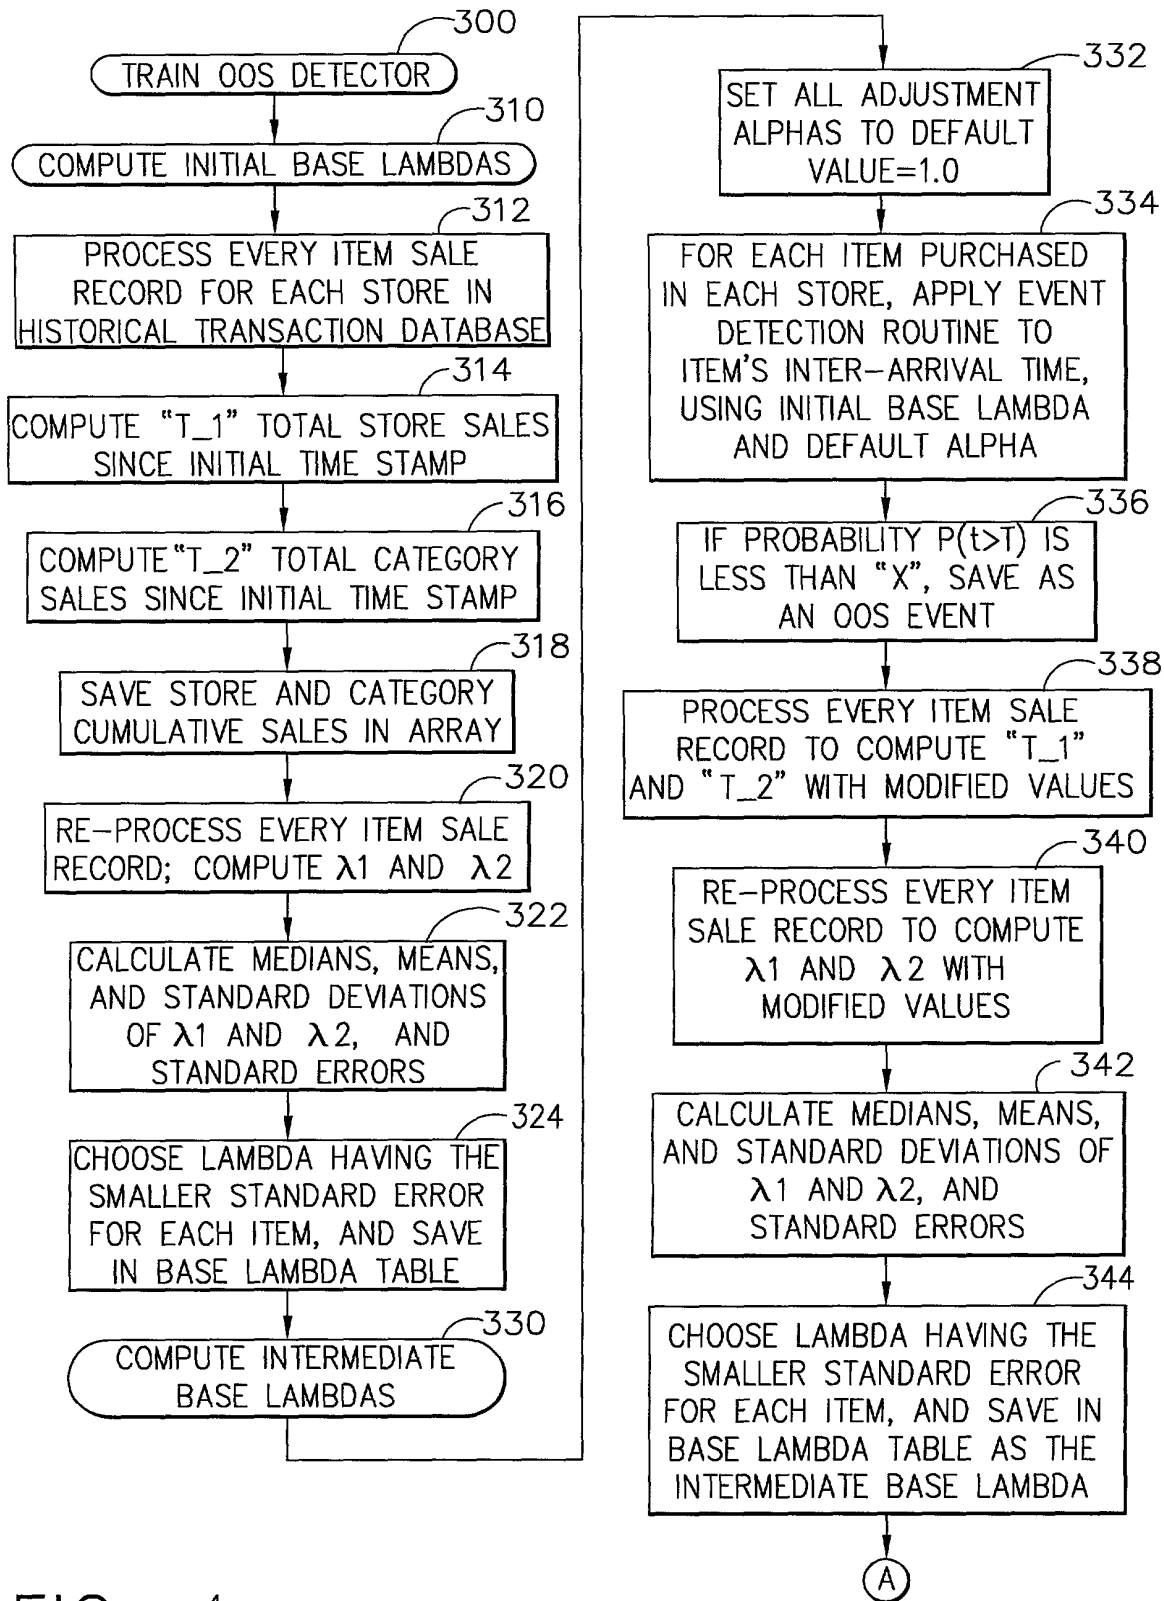 300
TRAIN OOS DETECTOR
310
COMPUTE INITIAL BASE LAMBDAS
312
PROCESS EVERY ITEM SALE
RECORD FOR EACH STORE IN
HISTORICAL TRANSACTION DATABASE
314
COMPUTE “T_1” TOTAL STORE SALES
SINCE INITIAL TIME STAMP
316
COMPUTE “T_2” TOTAL CATEGORY
SALES SINCE INITIAL TIME STAMP
318
SAVE STORE AND CATEGORY
CUMULATIVE SALES IN ARRAY
320
RE-PROCESS EVERY ITEM SALE
RECORD; COMPUTE λ1 AND λ2
322
CALCULATE MEDIANS, MEANS,
AND STANDARD DEVIATIONS
OF λ1 AND λ2, AND
STANDARD ERRORS
324
CHOOSE LAMBDA HAVING THE
SMALLER STANDARD ERROR
FOR EACH ITEM, AND SAVE
IN BASE LAMBDA TABLE
330
COMPUTE INTERMEDIATE
BASE LAMBDAS
332
SET ALL ADJUSTMENT
ALPHAS TO DEFAULT
VALUE=1.0
334
FOR EACH ITEM PURCHASED
IN EACH STORE, APPLY EVENT
DETECTION ROUTINE TO
ITEM'S INTER-ARRIVAL TIME,
USING INITIAL BASE LAMBDA
AND DEFAULT ALPHA
336
IF PROBABILITY P(t>T) IS
LESS THAN “X”, SAVE AS
AN OOS EVENT
338
PROCESS EVERY ITEM SALE
RECORD TO COMPUTE “T_1”
AND “T_2” WITH MODIFIED VALUES
340
RE-PROCESS EVERY ITEM
SALE RECORD TO COMPUTE
λ1 AND λ2 WITH
MODIFIED VALUES
342
CALCULATE MEDIANS, MEANS,
AND STANDARD DEVIATIONS OF
λ1 AND λ2, AND
STANDARD ERRORS
344
CHOOSE LAMBDA HAVING THE
SMALLER STANDARD ERROR
FOR EACH ITEM, AND SAVE IN
BASE LAMBDA TABLE AS THE
INTERMEDIATE BASE LAMBDA
A